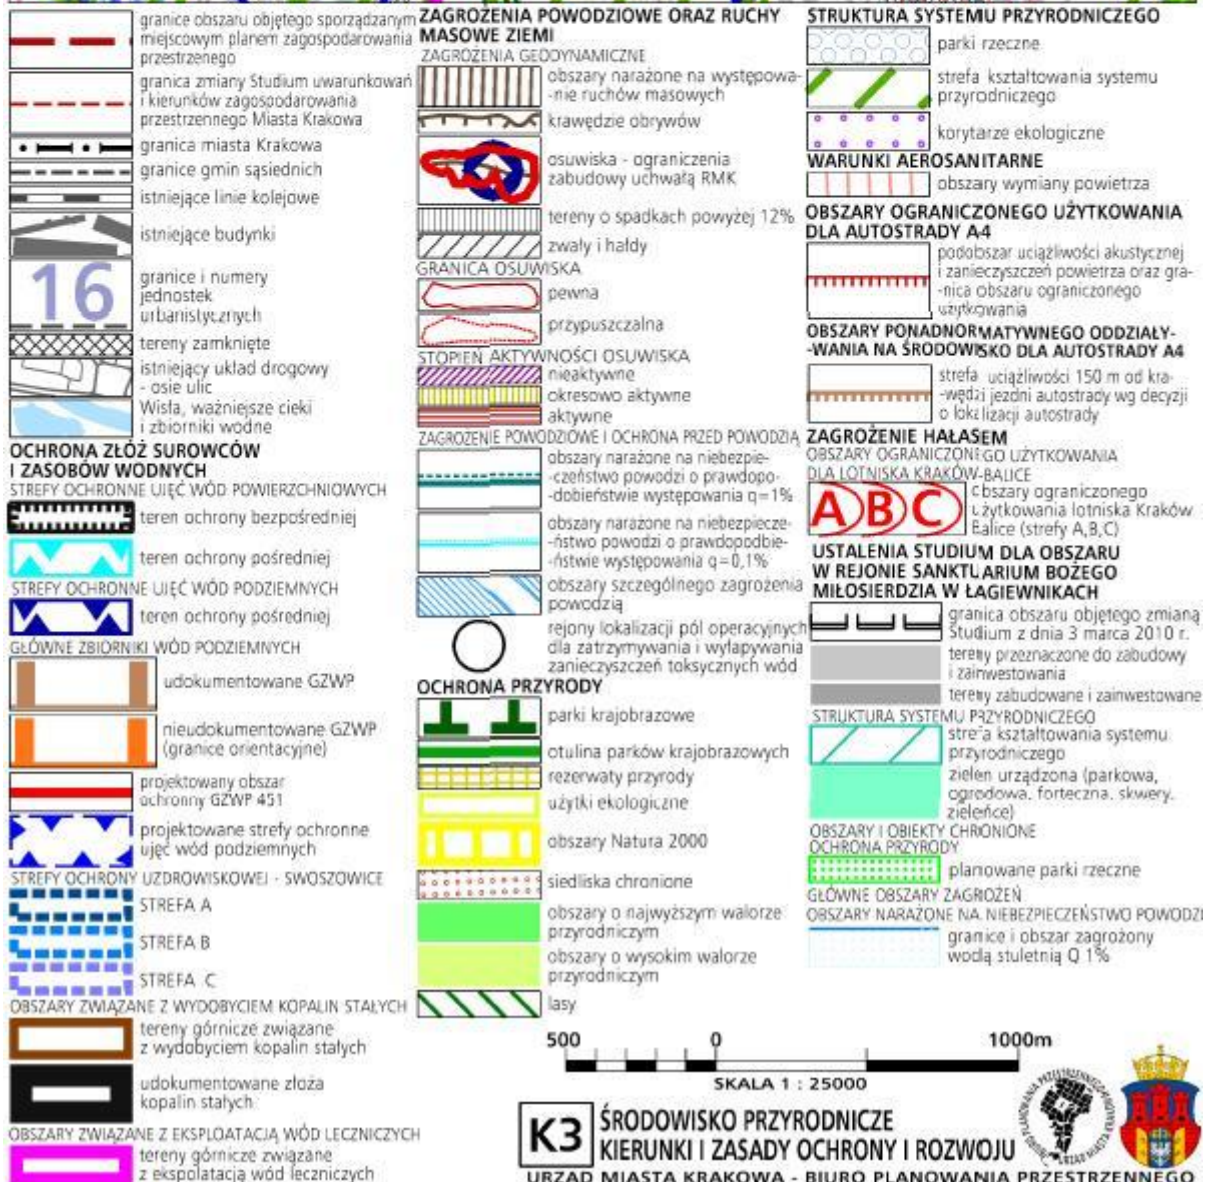 granice obszaru objętego sporządzanym
miejscowym planem zagospodarowania
przestrzenego
granica zmiany Studium uwarunkowań
i kierunków zagospodarowania
przestrzennego Miasta Krakowa
granica miasta Krakowa
granice gmin sąsiednich
istniejące linie kolejowe
istniejące budynki
16
granice i numery
jednostek
urbanistycznych
tereny zamknięte
istniejący układ drogowy
- osie ulic
Wisła, ważniejsze cieki
i zbiorniki wodne
OCHRONA ZŁÓŻ SUROWCÓW
I ZASOBÓW WODNYCH
STREFY OCHRONNE UJĘĆ WÓD POWIERZCHNIOWYCH
teren ochrony bezpośredniej
teren ochrony pośredniej
STREFY OCHRONNE UJĘĆ WÓD PODZIEMNYCH
teren ochrony pośredniej
GŁÓWNE ZBIORNIKI WÓD PODZIEMNYCH
udokumentowane GZWP
nieudokumentowane GZWP
(granice orientacyjne)
projektowany obszar
ochronny GZWP 451
projektowane strefy ochronne
ujęć wód podziemnych
STREFY OCHRONY UZDROWISKOWEJ - SWOSZOWICE
STREFA A
STREFA B
STREFA C
OBSZARY ZWIĄZANE Z WYDOBYCIEM KOPALIN STAŁYCH
tereny górnicze związane
z wydobyciem kopalin stałych
udokumentowane złoża
kopalin stałych
OBSZARY ZWIĄZANE Z EKSPLOATACJĄ WÓD LECZNICZYCH
tereny górnicze związane
z ekspolatacją wód leczniczych
ZAGROŻENIA POWODZIOWE ORAZ RUCHY
MASOWE ZIEMI
ZAGROŻENIA GEODYNAMICZNE
obszary narażone na występowa-
-nie ruchów masowych
krawędzie obrywów
osuwiska - ograniczenia
zabudowy uchwałą RMK
tereny o spadkach powyżej 12%
zwały i hałdy
GRANICA OSUWISKA
pewna
przypuszczalna
STOPIEŃ AKTYWNOŚCI OSUWISKA
nieaktywne
okresowo aktywne
aktywne
ZAGROŻENIE POWODZIOWE I OCHRONA PRZED POWODZIĄ
obszary narażone na niebezpie-
-czeństwo powodzi o prawdopo-
-dobieństwie występowania q=1%
obszary narażone na niebezpiecze-
-ństwo powodzi o prawdopodbie-
-ństwie występowania q=0,1%
obszary szczególnego zagrożenia
powodzią
rejony lokalizacji pól operacyjnych
dla zatrzymywania i wyłapywania
zanieczyszczeń toksycznych wód
OCHRONA PRZYRODY
parki krajobrazowe
otulina parków krajobrazowych
rezerwaty przyrody
użytki ekologiczne
obszary Natura 2000
siedliska chronione
obszary o najwyższym walorze
przyrodniczym
obszary o wysokim walorze
przyrodniczym
lasy
STRUKTURA SYSTEMU PRZYRODNICZEGO
parki rzeczne
strefa kształtowania systemu
przyrodniczego
korytarze ekologiczne
WARUNKI AEROSANITARNE
obszary wymiany powietrza
OBSZARY OGRANICZONEGO UŻYTKOWANIA
DLA AUTOSTRADY A4
podobszar uciążliwości akustycznej
i zanieczyszczeń powietrza oraz gra-
-nica obszaru ograniczonego
użytkowania
OBSZARY PONADNORMATYWNEGO ODDZIAŁY-
-WANIA NA ŚRODOWISKO DLA AUTOSTRADY A4
strefa uciążliwości 150 m od kra-
-wędzi jezdni autostrady wg decyzji
o lokalizacji autostrady
ZAGROŻENIE HAŁASEM
OBSZARY OGRANICZONEGO UŻYTKOWANIA
DLA LOTNISKA KRAKÓW-BALICE
ABC
obszary ograniczonego
użytkowania lotniska Kraków
Balice (strefy A,B,C)
USTALENIA STUDIUM DLA OBSZARU
W REJONIE SANKTUARIUM BOŻEGO
MIŁOSIERDZIA W ŁAGIEWNIKACH
granica obszaru objętego zmianą
Studium z dnia 3 marca 2010 r.
tereny przeznaczone do zabudowy
i zainwestowania
tereny zabudowane i zainwestowane
STRUKTURA SYSTEMU PRZYRODNICZEGO
strefa kształtowania systemu
przyrodniczego
zielen urządzona (parkowa,
ogrodowa, forteczna, skwery,
zieleńce)
OBSZARY I OBIEKTY CHRONIONE
OCHRONA PRZYRODY
planowane parki rzeczne
GŁÓWNE OBSZARY ZAGROŻEŃ
OBSZARY NARAŻONE NA NIEBEZPIECZEŃSTWO POWODZI
granice i obszar zagrożony
wodą stuletnią Q 1%
500 0 1000m
SKALA 1 : 25000
K3
ŚRODOWISKO PRZYRODNICZE
KIERUNKI I ZASADY OCHRONY I ROZWOJU
URZĄD MIASTA KRAKOWA - BIURO PLANOWANIA PRZESTRZENNEGO